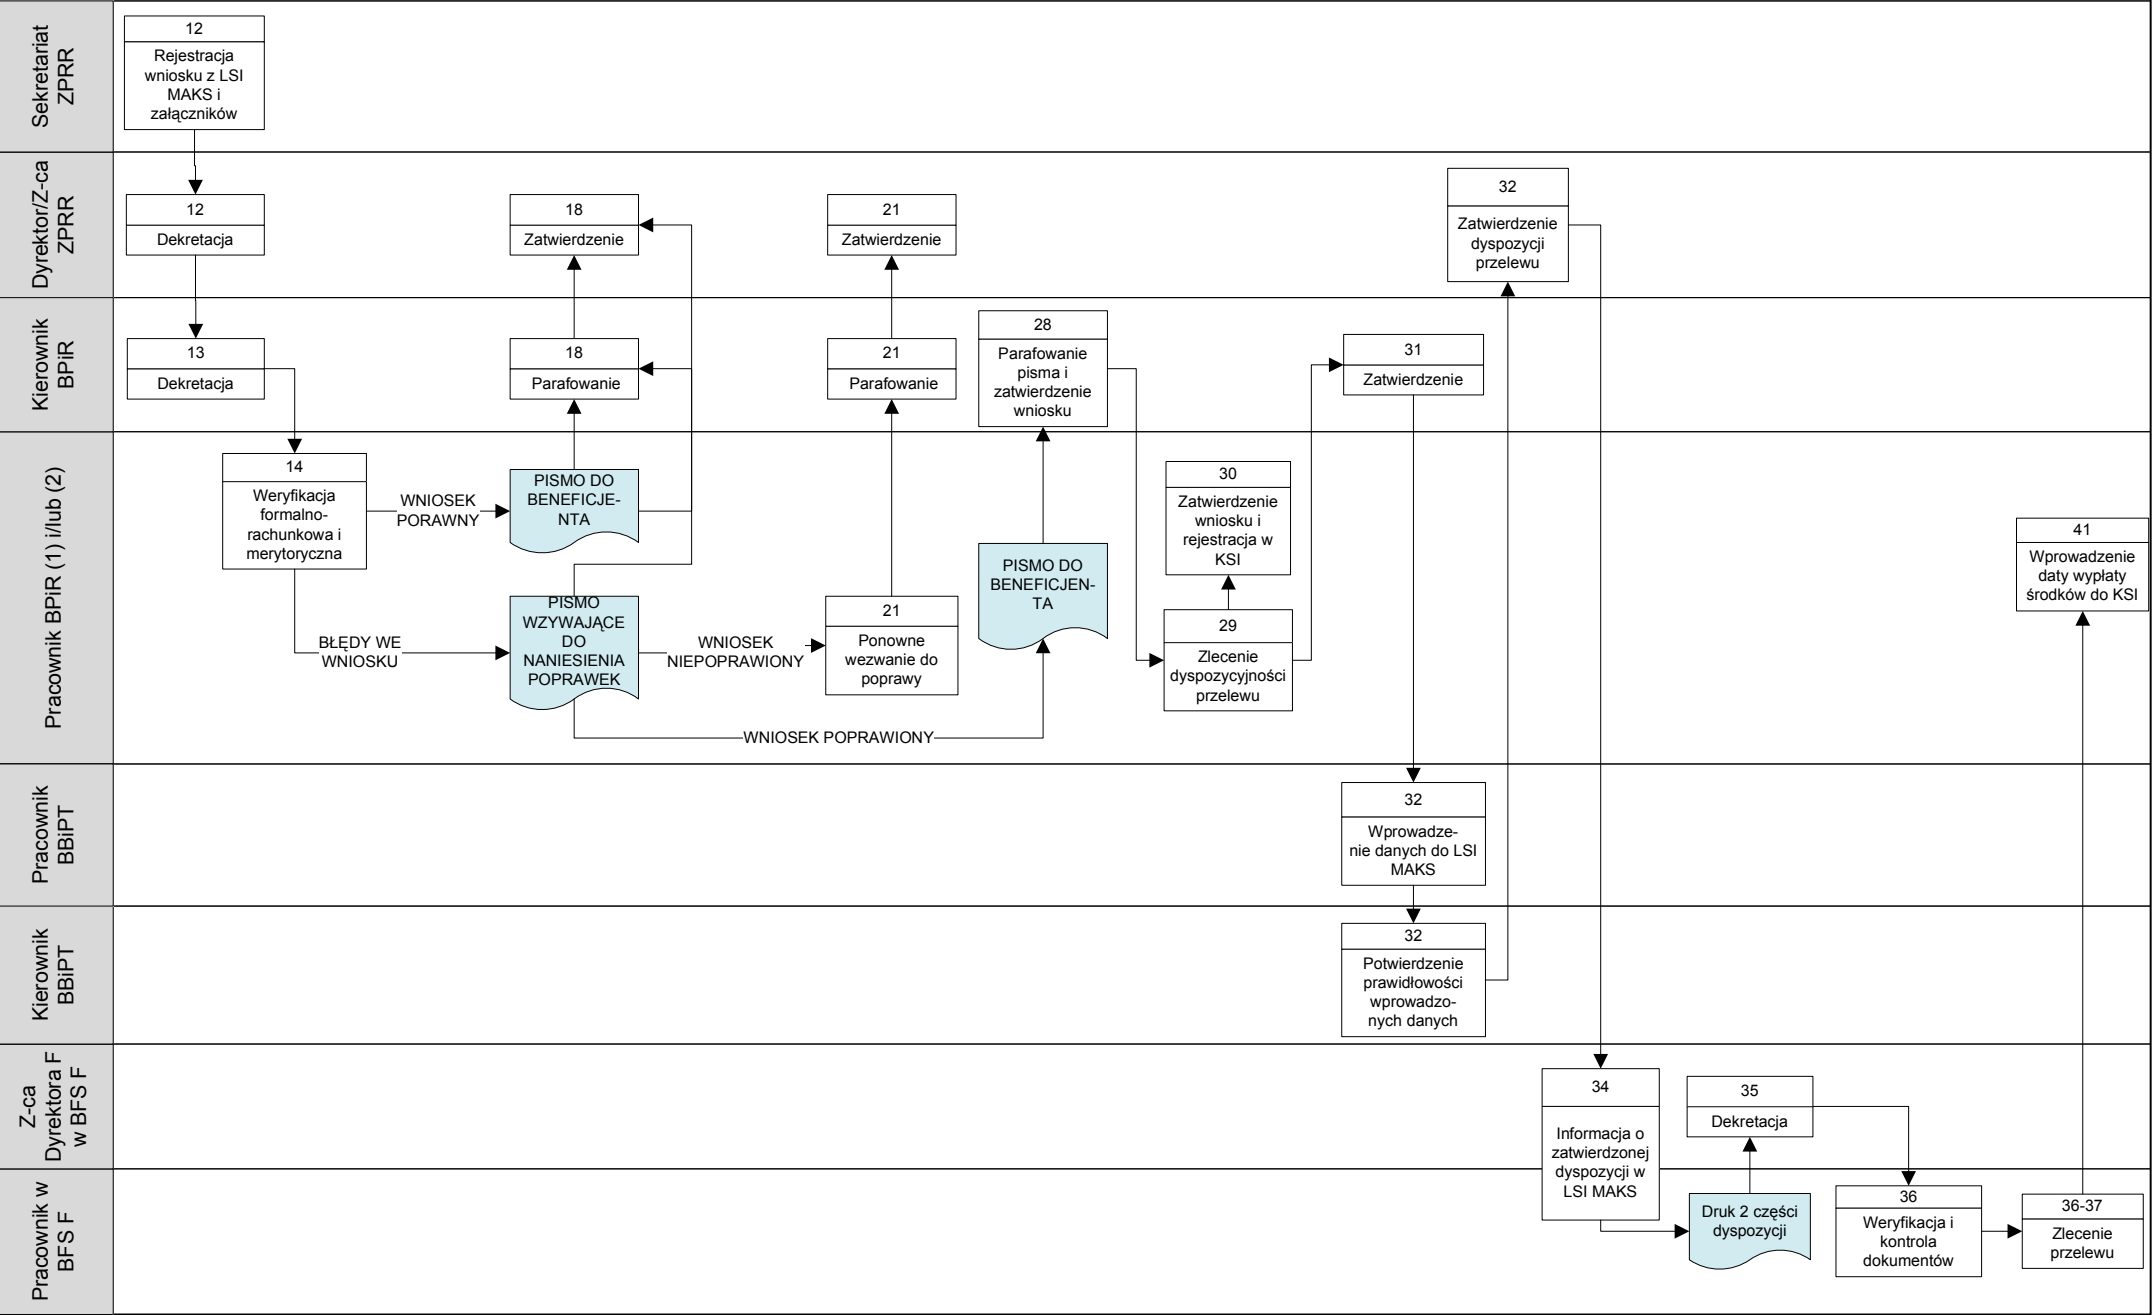 Sekretariat
ZPRR
12
Rejestracja
wniosku z LSI
MAKS i
załączników
Dyrektor/Z-ca
ZPRR
12
Dekretacja
18
Zatwierdzenie
21
Zatwierdzenie
32
Zatwierdzenie
dyspozycji
przelewu
Kierownik
BPiR
13
Dekretacja
18
Parafowanie
21
Parafowanie
28
Parafowanie
pisma i
zatwierdzenie
wniosku
31
Zatwierdzenie
Pracownik BPiR (1) i/lub (2)
14
Weryfikacja
formalno-
rachunkowa i
merytoryczna
WNIOSEK
PORAWNY
PISMO DO
BENEFICJE-
NTA
BŁĘDY WE
WNIOSKU
PISMO
WZYWAJĄCE
DO
NANIESIENIA
POPRAWEK
WNIOSEK
NIEPOPRAWIONY
21
Ponowne
wezwanie do
poprawy
WNIOSEK POPRAWIONY
PISMO DO
BENEFICJEN-
TA
30
Zatwierdzenie
wniosku i
rejestracja w
KSI
29
Zlecenie
dyspozycyjności
przelewu
41
Wprowadzenie
daty wypłaty
środków do KSI
Pracownik
BBiPT
32
Wprowadze-
nie danych do LSI
MAKS
Kierownik
BBiPT
32
Potwierdzenie
prawidłowości
wprowadzo-
nych danych
Z-ca
Dyrektora F
w BFS F
34
Informacja o
zatwierdzonej
dyspozycji w
LSI MAKS
35
Dekretacja
Pracownik w
BFS F
Druk 2 części
dyspozycji
36
Weryfikacja i
kontrola
dokumentów
36-37
Zlecenie
przelewu